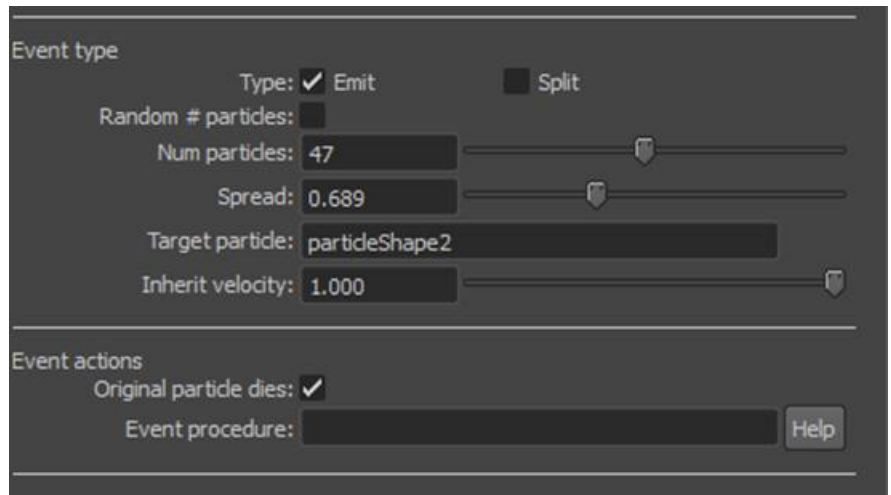 Event type
Type: Emit Split
Random # particles:
Num particles: 47
Spread: 0.689
Target particle: particleShape2
Inherit velocity: 1.000
Event actions
Original particle dies:
Event procedure: Help